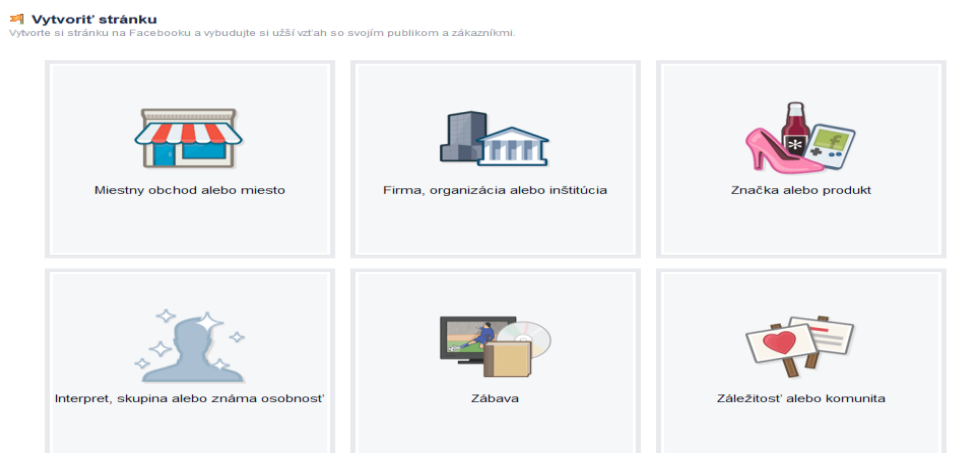 Vytvoriť stránku
Vytvorte si stránku na Facebooku a vybudujte si užší vzťah so svojím publikom a zákazníkmi.
Miestny obchod alebo miesto
Firma, organizácia alebo inštitúcia
Značka alebo produkt
Interpret, skupina alebo známa osobnosť
Zábava
Záležitosť alebo komunita